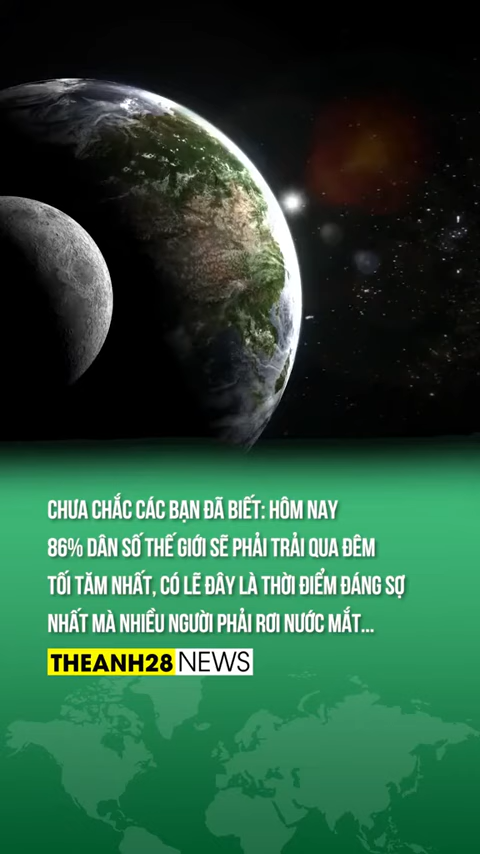 CHƯA CHẮC CÁC BẠN ĐÃ BIẾT: HÔM NAY
86% DÂN SỐ THẾ GIỚI SẼ PHẢI TRẢI QUA ĐÊM
TỐI TĂM NHẤT, CÓ LẼ ĐÂY LÀ THỜI ĐIỂM ĐÁNG SỢ
NHẤT MÀ NHIỀU NGƯỜI PHẢI RƠI NƯỚC MẮT...
THEANH28 NEWS